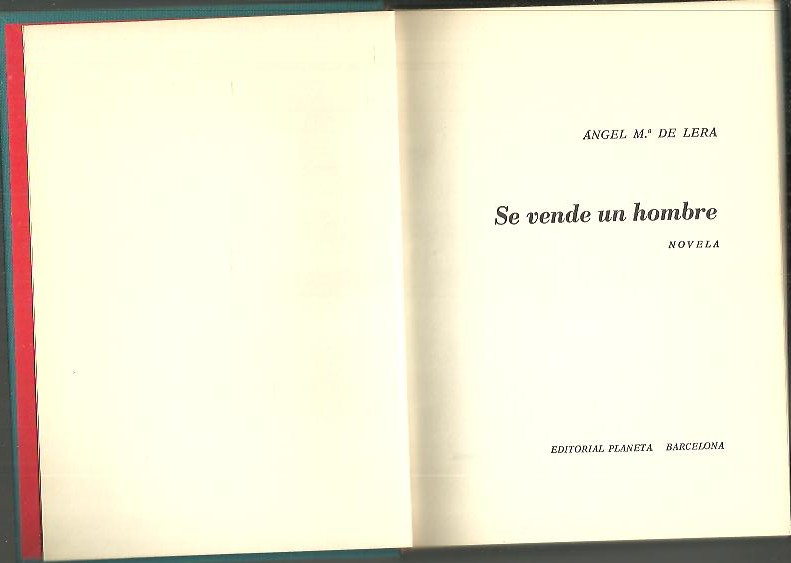 ÁNGEL M.ª DE LERA
Se vende un hombre
NOVELA
EDITORIAL PLANETA BARCELONA